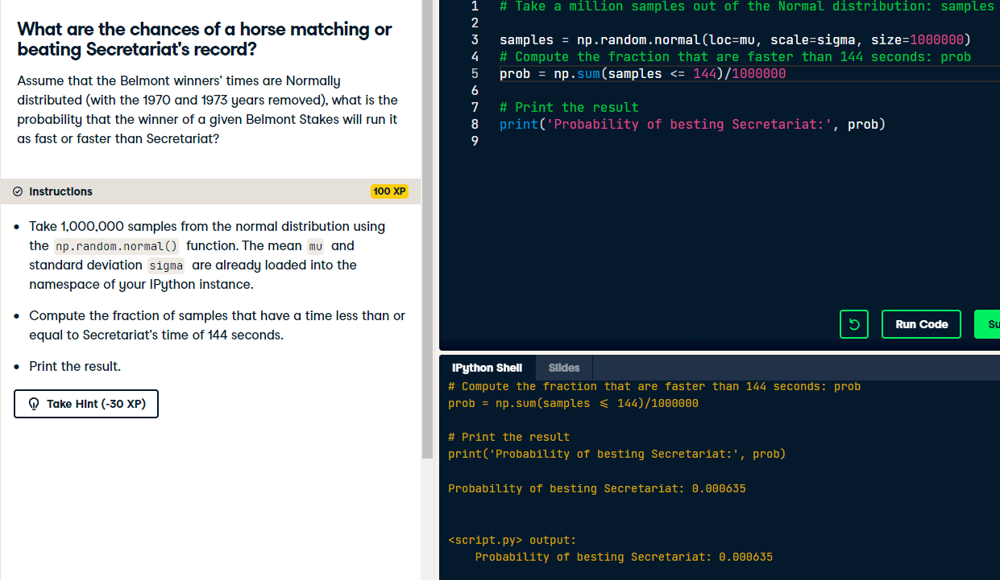 What are the chances of a horse matching or
beating Secretariat's record?
Assume that the Belmont winners' times are Normally
distributed (with the 1970 and 1973 years removed), what is the
probability that the winner of a given Belmont Stakes will run it
as fast or faster than Secretariat?
Instructions
100 XP
Take 1,000,000 samples from the normal distribution using
the np.random.normal() function. The mean mu and
standard deviation sigma are already loaded into the
namespace of your IPython instance.
Compute the fraction of samples that have a time less than or
equal to Secretariat's time of 144 seconds.
Print the result.
Take Hint (-30 XP)
1 # Take a million samples out of the Normal distribution: samples
2
3 samples = np.random.normal(loc=mu, scale=sigma, size=1000000)
4 # Compute the fraction that are faster than 144 seconds: prob
5 prob = np.sum(samples <= 144)/1000000
6
7 # Print the result
8 print('Probability of besting Secretariat:', prob)
9
Run Code
Su
IPython Shell
Slides
# Compute the fraction that are faster than 144 seconds: prob
prob = np.sum(samples ⩽ 144)/1000000
# Print the result
print('Probability of besting Secretariat:', prob)
Probability of besting Secretariat: 0.000635
<script.py> output:
Probability of besting Secretariat: 0.000635